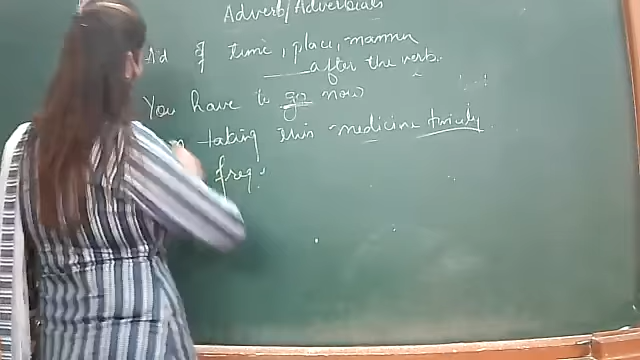 Adverb/Adverbials
Ad of time, place, manner
after the verb.
You have to go now
taking this medicine
freq: